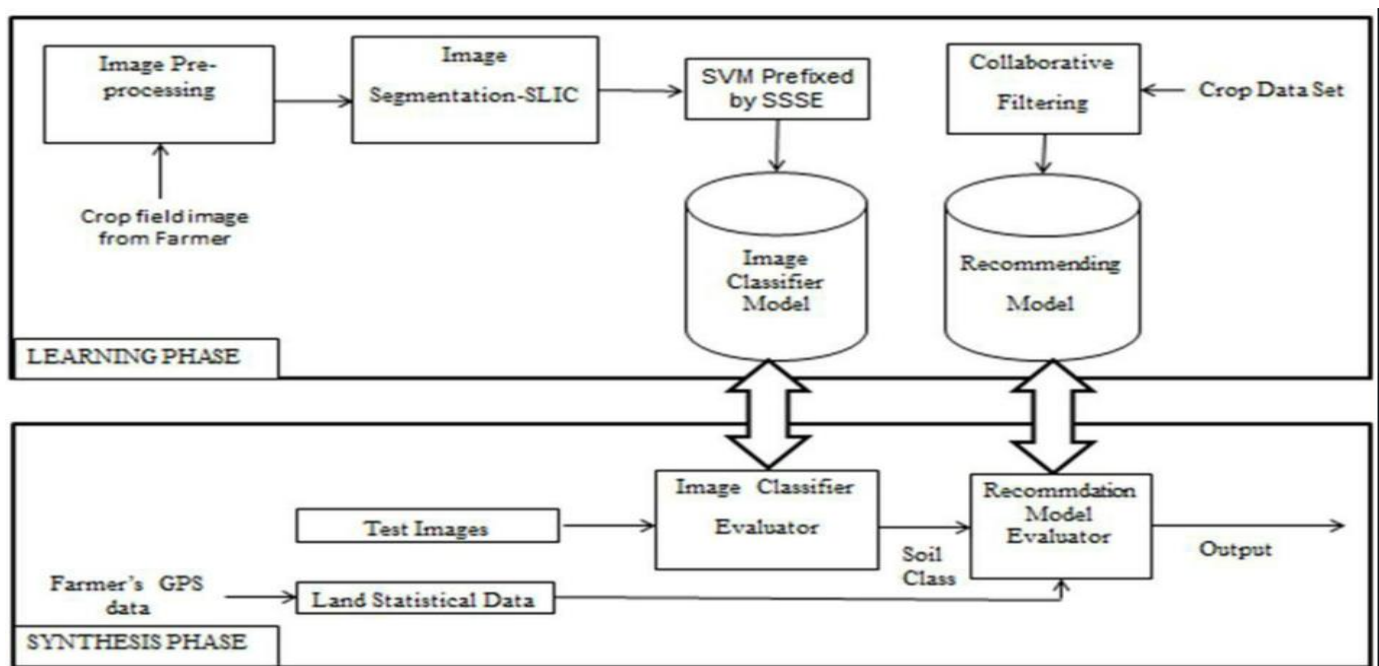 Image Pre-
processing
Image
Segmentation-SLIC
SVM Prefixed
by SSSE
Collaborative
Filtering
Crop Data Set
Crop field image
from Farmer
Image
Classifier
Model
Recommending
Model
LEARNING PHASE
Image Classifier
Evaluator
Recommdation
Model
Evaluator
Test Images
Soil
Class
Output
Farmer's GPS
data
Land Statistical Data
SYNTHESIS PHASE